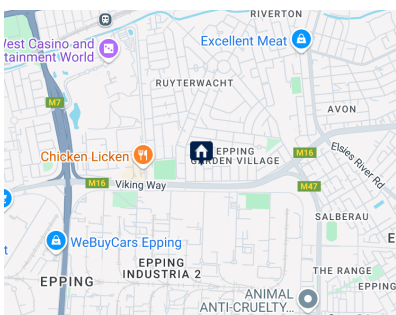 RIVERTON
West Casino and
tainment World
Excellent Meat
RUYTERWACHT
M7
AVON
Chicken Licken
EPPING
GARDEN VILLAGE
M16
Elsies River Rd
M16
Viking Way
M47
SALBERAU
t
WeBuyCars Epping
E
EPPING
INDUSTRIA 2
THE RANGE
EPPING
EPPING
ANIMAL
ANTI-CRUELTY...